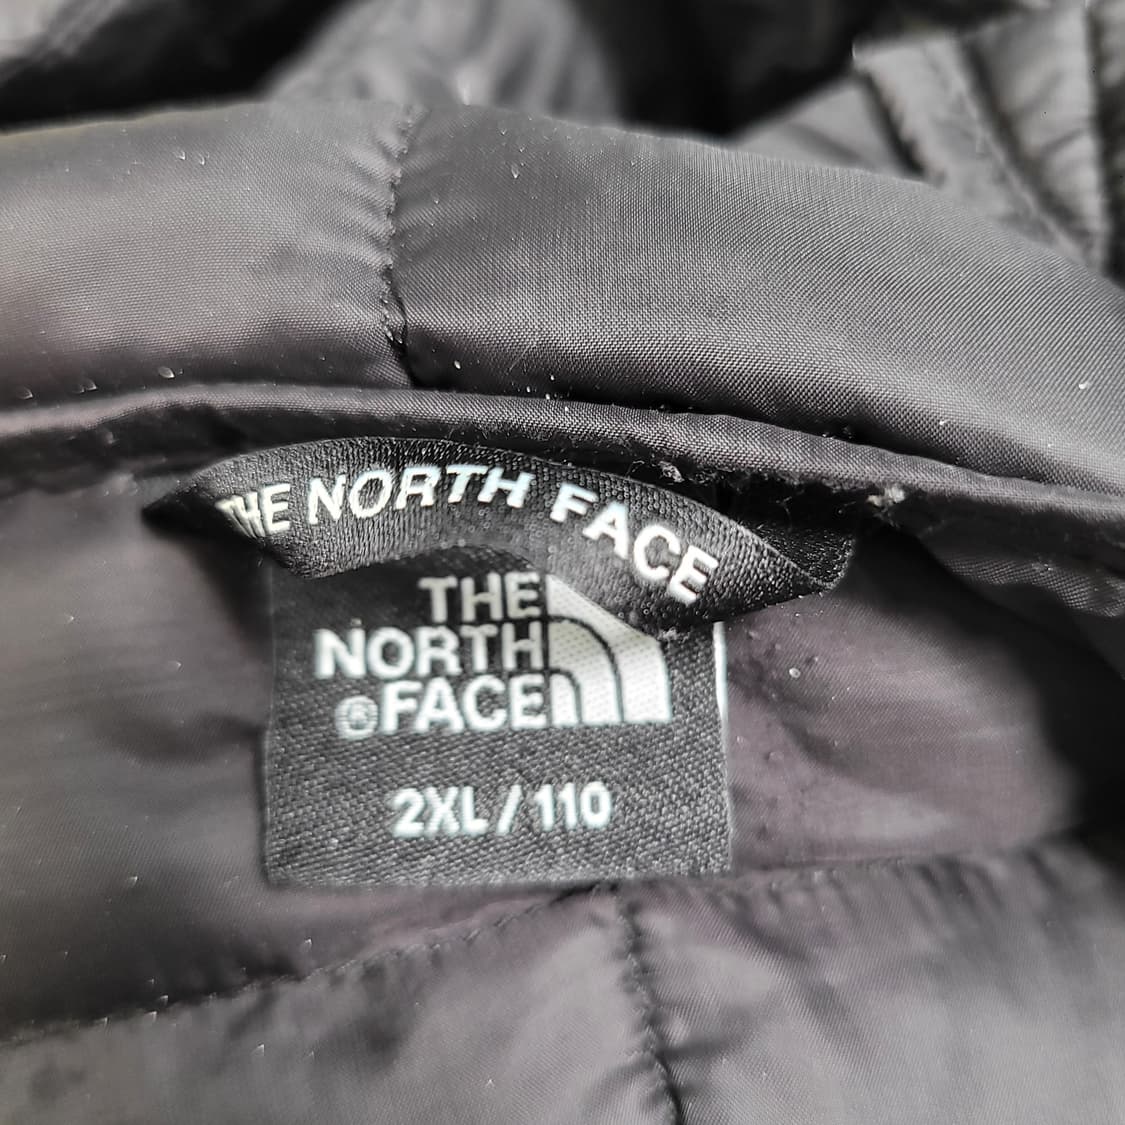 THE NORTH FACE
THE
NORTH
®FACE
2XL / 110